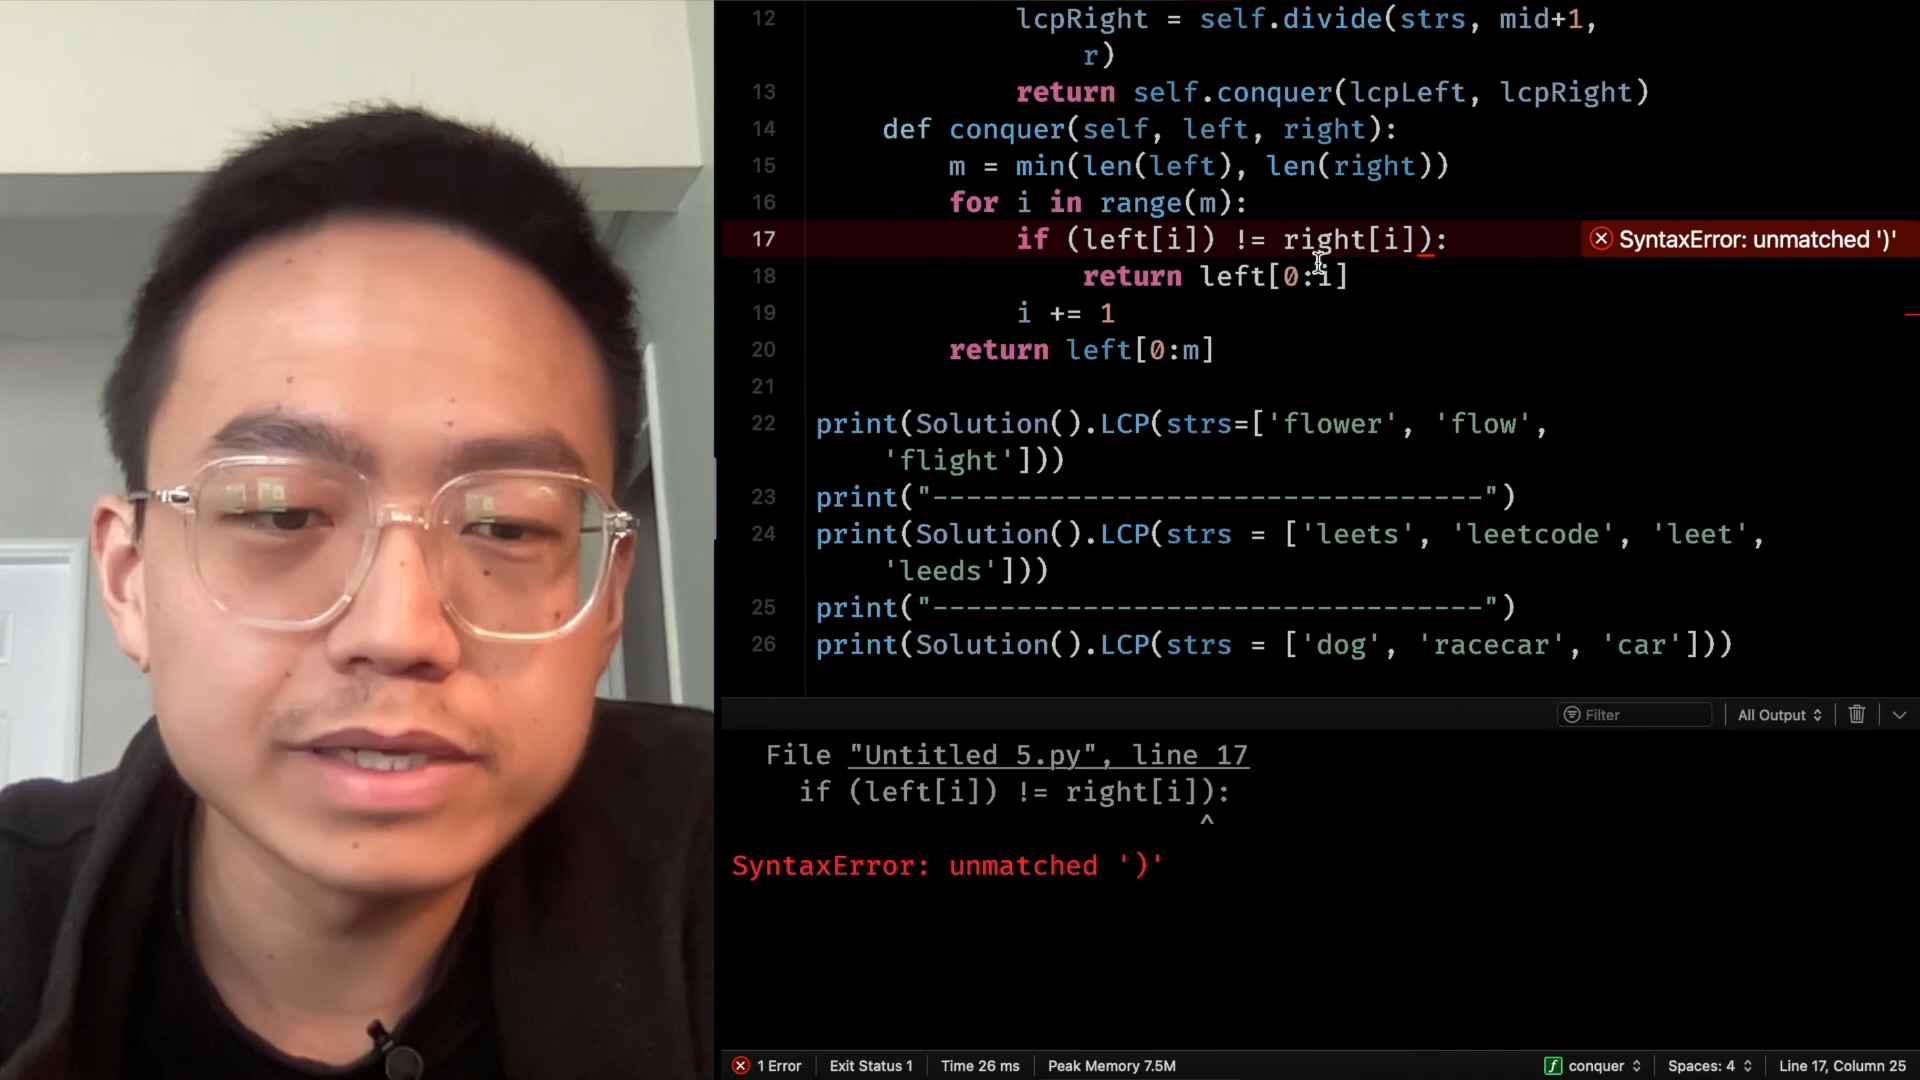 12 lcpRight = self.divide(strs, mid+1,
r)
13 return self.conquer(lcpLeft, lcpRight)
14 def conquer(self, left, right):
15 m = min(len(left), len(right))
16 for i in range(m):
17 if (left[i]) != right[i]): SyntaxError: unmatched ')'
18 return left[0:i]
19 i += 1
20 return left[0:m]
21
22 print(Solution().LCP(strs=['flower', 'flow',
'flight']))
23 print("---------------------------------")
24 print(Solution().LCP(strs = ['leets', 'leetcode', 'leet',
'leeds']))
25 print("---------------------------------")
26 print(Solution().LCP(strs = ['dog', 'racecar', 'car']))
Filter All Output
File "Untitled 5.py", line 17
if (left[i]) != right[i]):
^
SyntaxError: unmatched ')'
1 Error Exit Status 1 Time 26 ms Peak Memory 7.5M f conquer Spaces: 4 Line 17, Column 25